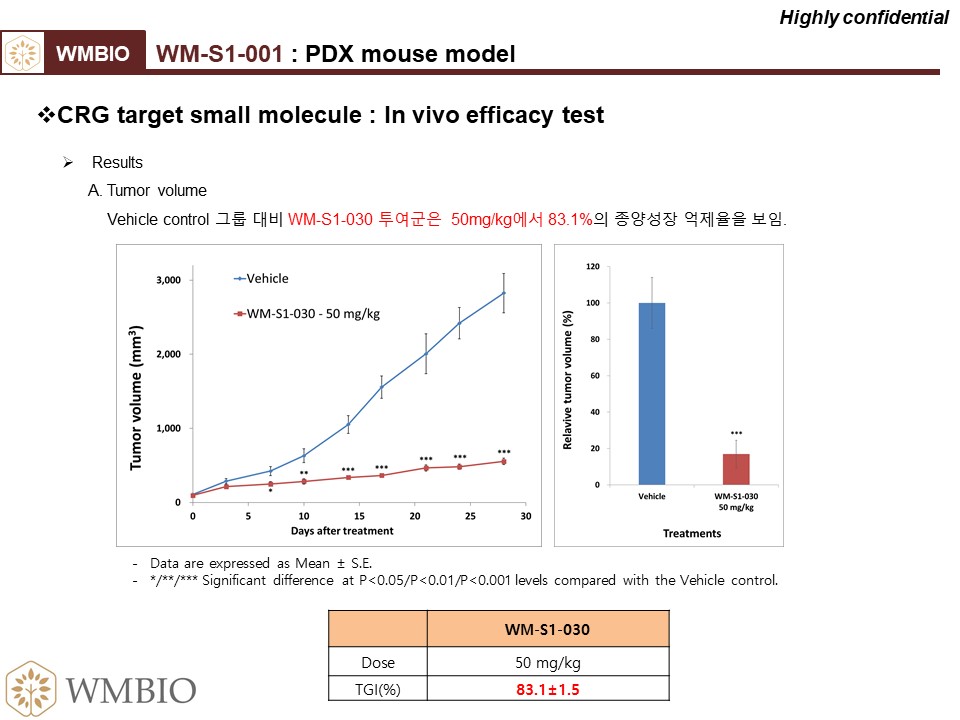 Highly confidential
WMBIO
WM-S1-001 : PDX mouse model
❖CRG target small molecule : In vivo efficacy test
➢ Results
A. Tumor volume
Vehicle control 그룹 대비 WM-S1-030 투여군은 50mg/kg에서 83.1%의 종양성장 억제율을 보임.
Tumor volume (mm³)
3,000
2,000
1,000
0
Vehicle
WM-S1-030 - 50 mg/kg
*
**
***
***
***
***
***
0 5 10 15 20 25 30
Days after treatment
Relavive tumor volume (%)
120
100
80
60
40
20
0
***
Vehicle
WM-S1-030
50 mg/kg
Treatments
- Data are expressed as Mean ± S.E.
- */**/*** Significant difference at P<0.05/P<0.01/P<0.001 levels compared with the Vehicle control.
WM-S1-030
Dose 50 mg/kg
TGI(%) 83.1±1.5
WMBIO